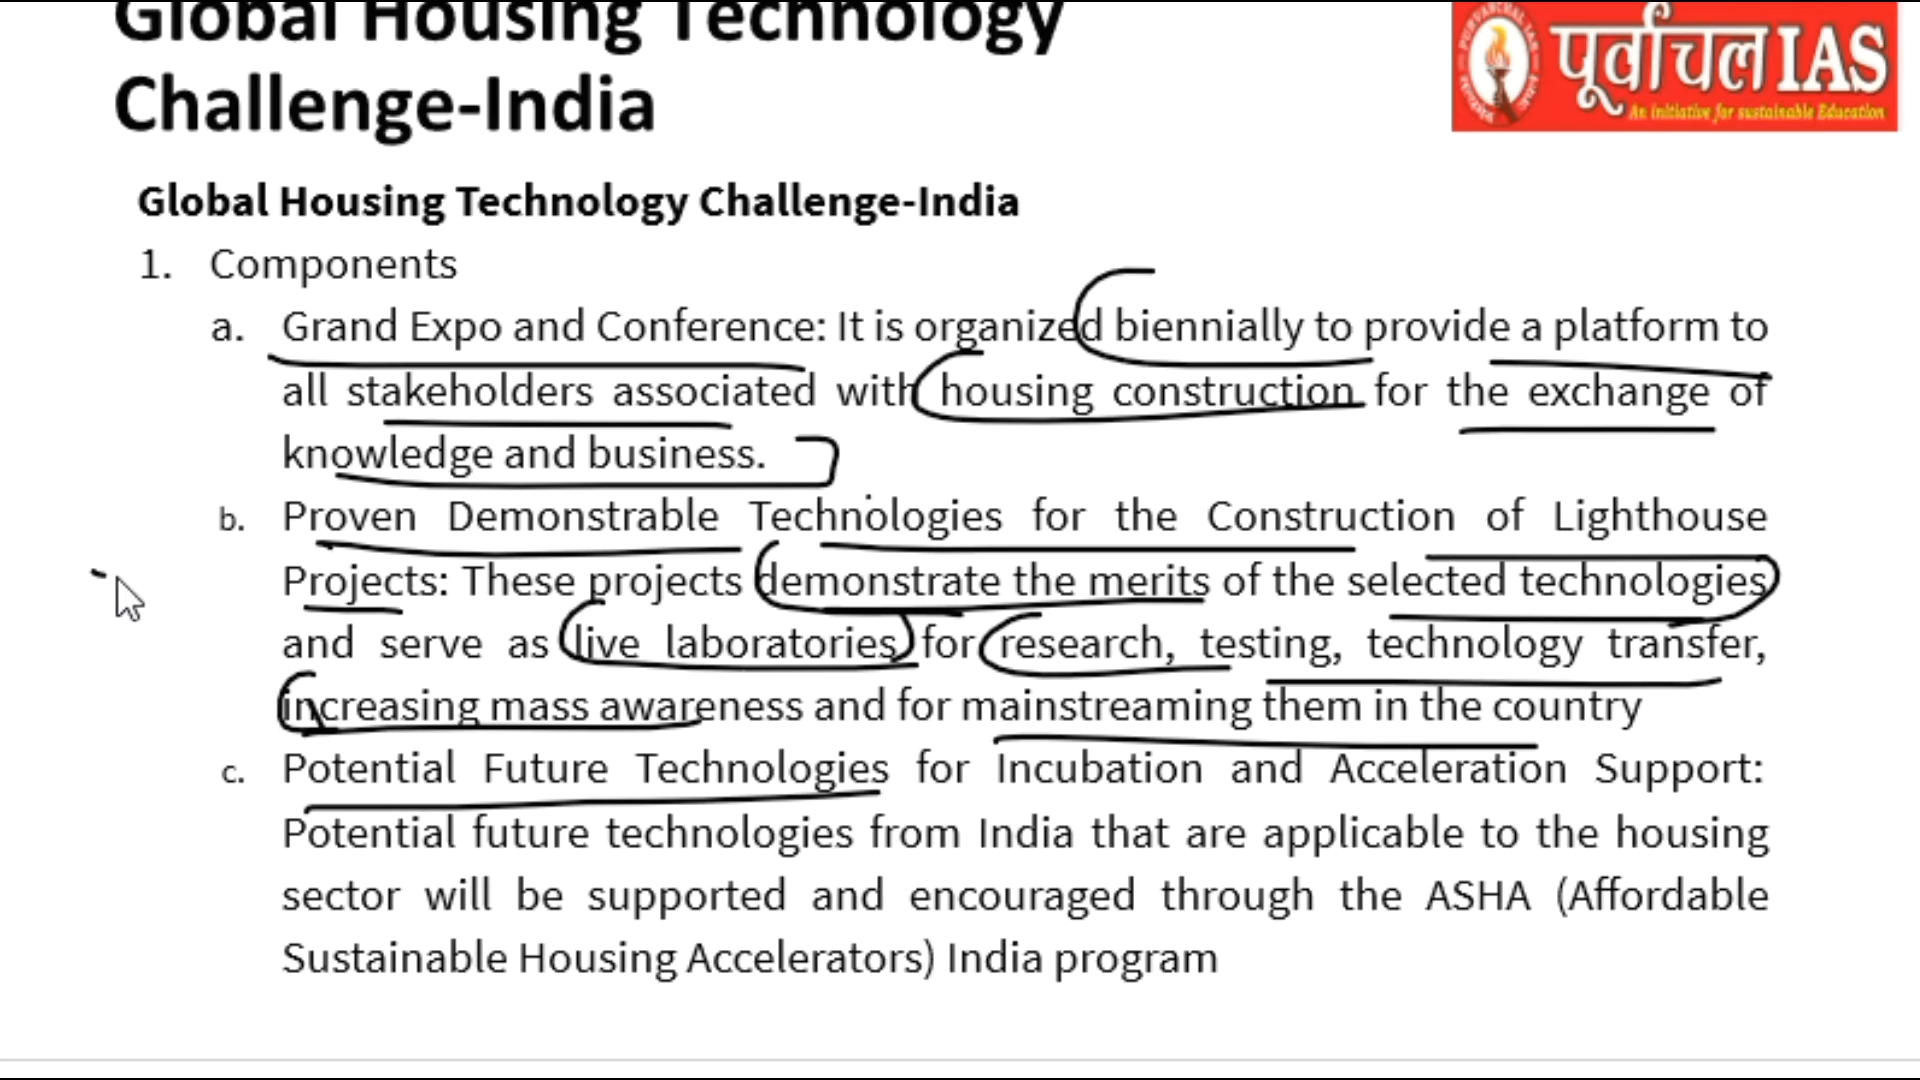 Global Housing Technology
Challenge-India
पूर्वांचल IAS
An initiative for sustainable Education
Global Housing Technology Challenge-India
1. Components
a. Grand Expo and Conference: It is organized biennially to provide a platform to
all stakeholders associated with housing construction for the exchange of
knowledge and business.
b. Proven Demonstrable Technologies for the Construction of Lighthouse
Projects: These projects demonstrate the merits of the selected technologies
and serve as live laboratories for research, testing, technology transfer,
increasing mass awareness and for mainstreaming them in the country
c. Potential Future Technologies for Incubation and Acceleration Support:
Potential future technologies from India that are applicable to the housing
sector will be supported and encouraged through the ASHA (Affordable
Sustainable Housing Accelerators) India program